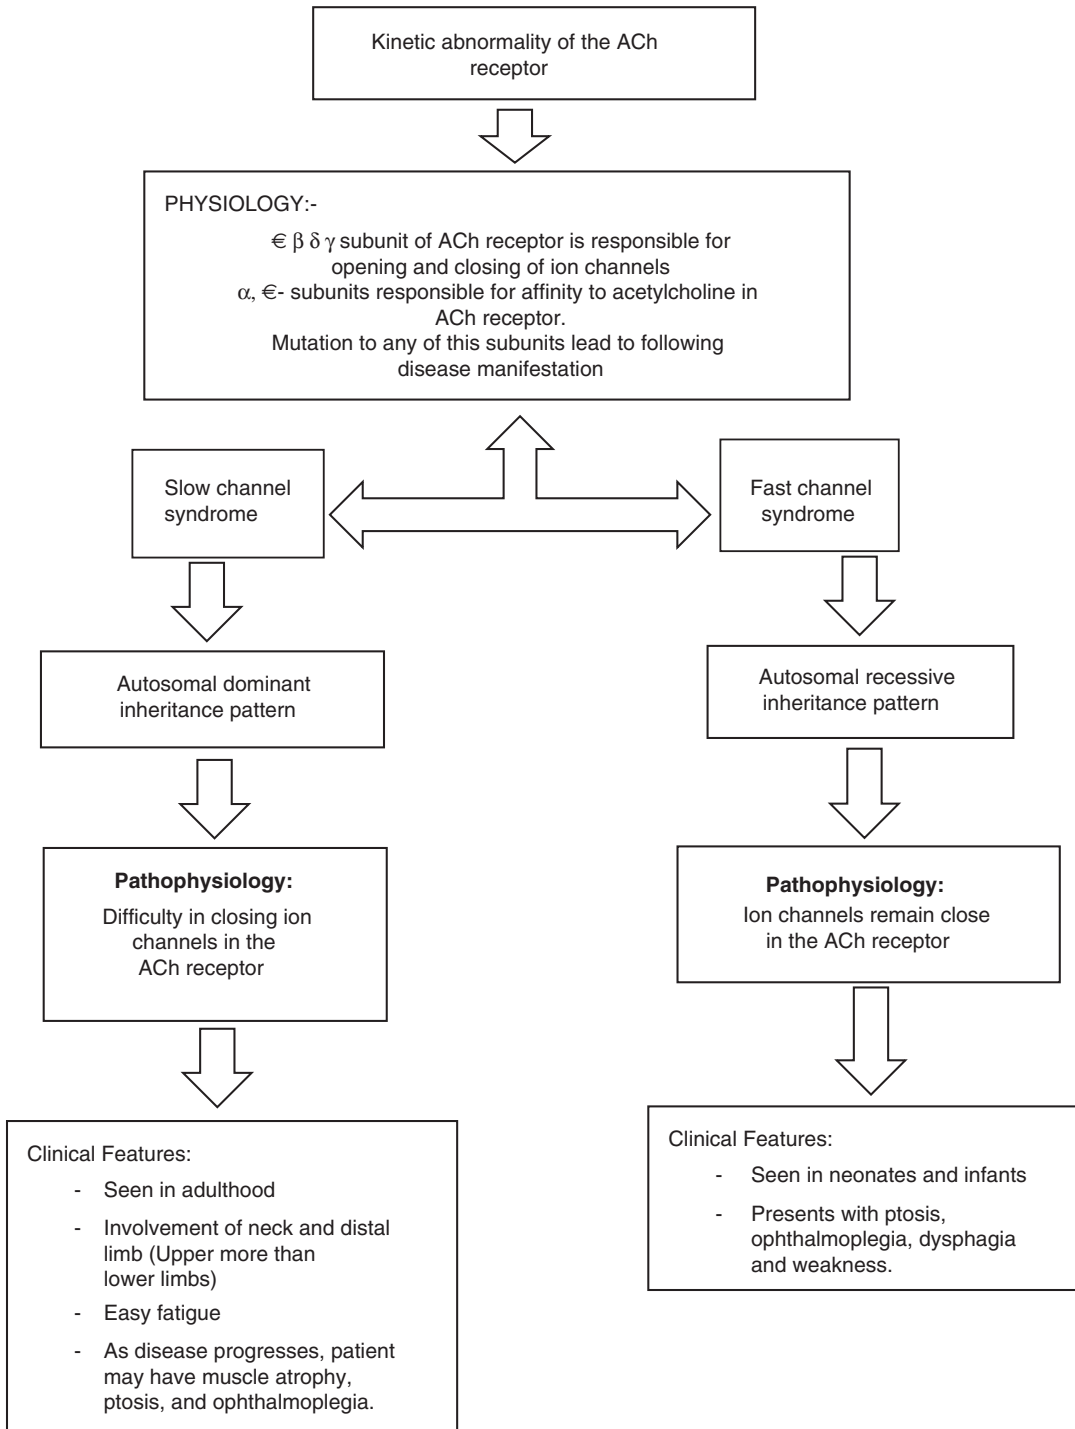 Kinetic abnormality of the ACh
receptor
PHYSIOLOGY:-
€ β δ γ subunit of ACh receptor is responsible for
opening and closing of ion channels
α, €- subunits responsible for affinity to acetylcholine in
ACh receptor.
Mutation to any of this subunits lead to following
disease manifestation
Slow channel
syndrome
Autosomal dominant
inheritance pattern
Pathophysiology:
Difficulty in closing ion
channels in the
ACh receptor
Clinical Features:
- Seen in adulthood
- Involvement of neck and distal
limb (Upper more than
lower limbs)
- Easy fatigue
- As disease progresses, patient
may have muscle atrophy,
ptosis, and ophthalmoplegia.
Fast channel
syndrome
Autosomal recessive
inheritance pattern
Pathophysiology:
Ion channels remain close
in the ACh receptor
Clinical Features:
- Seen in neonates and infants
- Presents with ptosis,
ophthalmoplegia, dysphagia
and weakness.